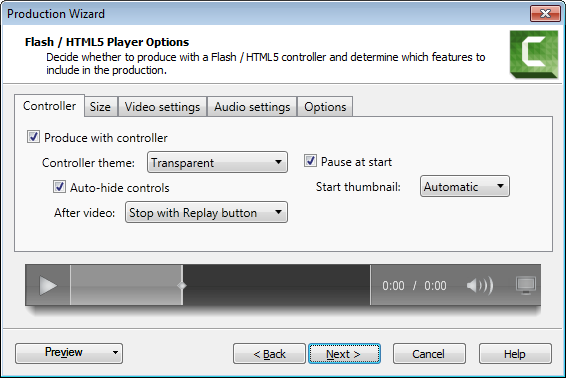 Production Wizard
Flash / HTML5 Player Options
Decide whether to produce with a Flash / HTML5 controller and determine which features to
include in the production.
Controller Size Video settings Audio settings Options
Produce with controller
Controller theme: Transparent Pause at start
Auto-hide controls Start thumbnail: Automatic
After video: Stop with Replay button
0:00 / 0:00
Preview < Back Next > Cancel Help